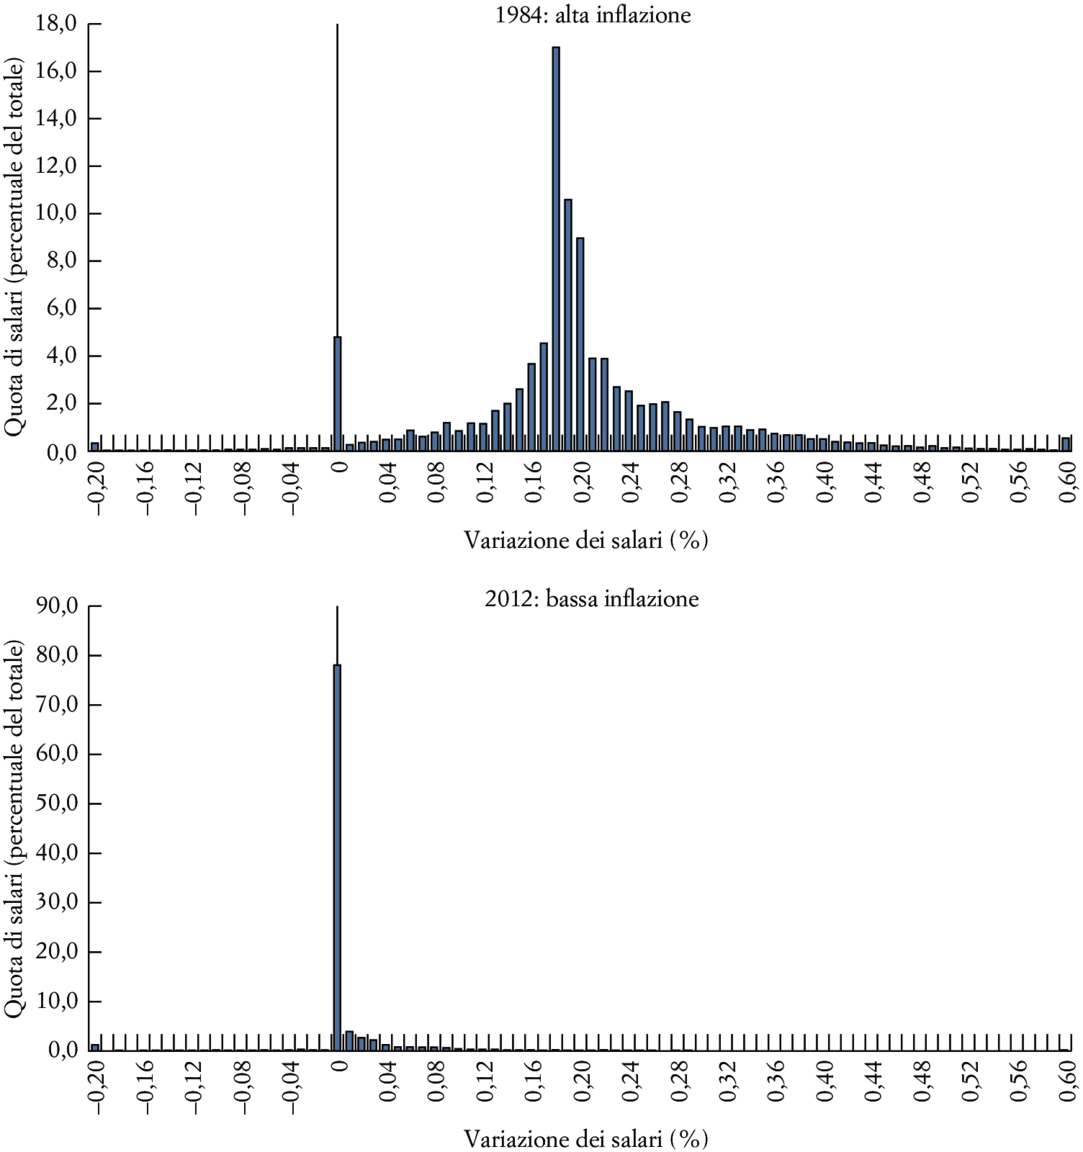 1984: alta inflazione
Quota di salari (percentuale del totale)
18,0
16,0
14,0
12,0
10,0
8,0
6,0
4,0
2,0
0,0
–0,20 –0,16 –0,12 –0,08 –0,04 0 0,04 0,08 0,12 0,16 0,20 0,24 0,28 0,32 0,36 0,40 0,44 0,48 0,52 0,56 0,60
Variazione dei salari (%)
2012: bassa inflazione
Quota di salari (percentuale del totale)
90,0
80,0
70,0
60,0
50,0
40,0
30,0
20,0
10,0
0,0
–0,20 –0,16 –0,12 –0,08 –0,04 0 0,04 0,08 0,12 0,16 0,20 0,24 0,28 0,32 0,36 0,40 0,44 0,48 0,52 0,56 0,60
Variazione dei salari (%)